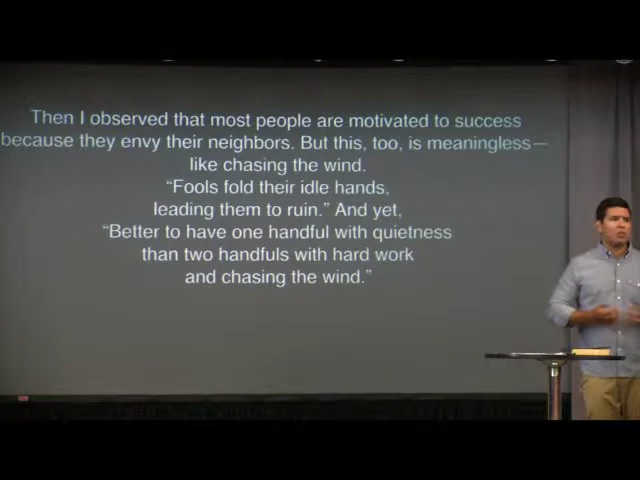 Then I observed that most people are motivated to success
because they envy their neighbors. But this, too, is meaningless—
like chasing the wind.
“Fools fold their idle hands,
leading them to ruin.” And yet,
“Better to have one handful with quietness
than two handfuls with hard work
and chasing the wind.”